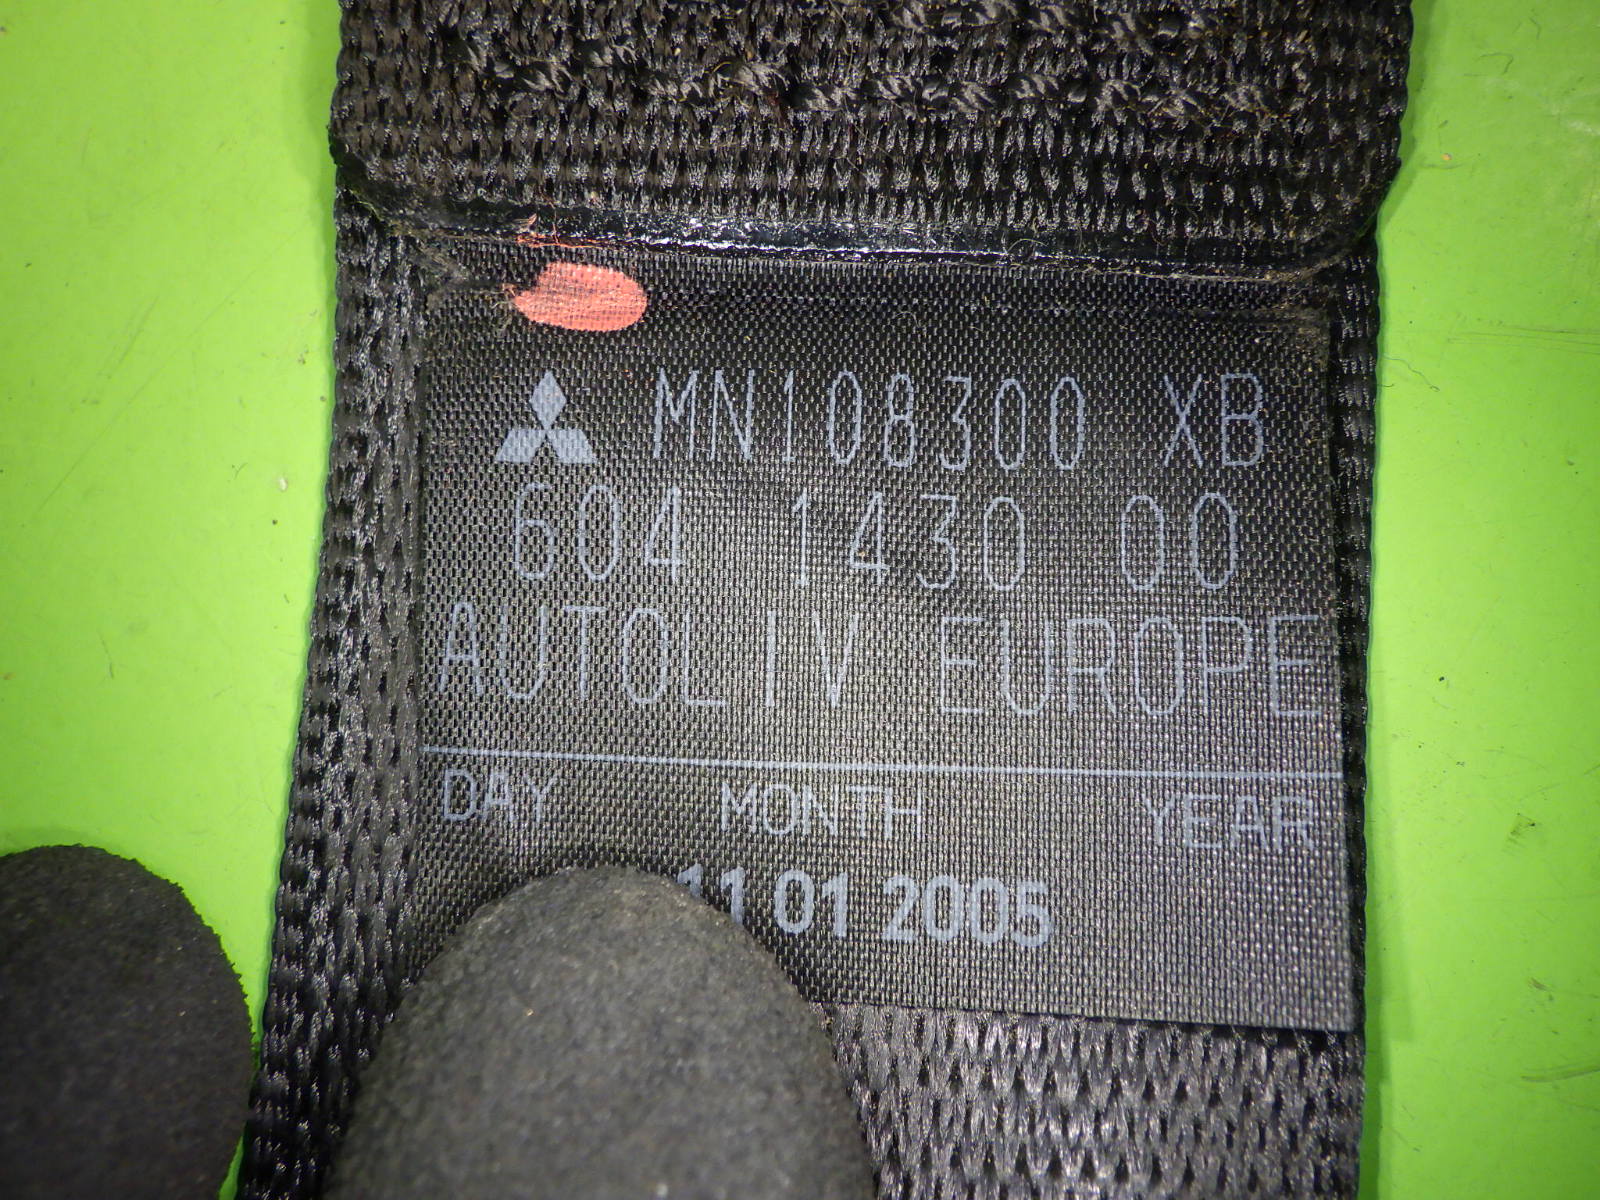 MN108300 XB
604 1430 00
AUTOLIV EUROPE
DAY MONTH YEAR
11 01 2005